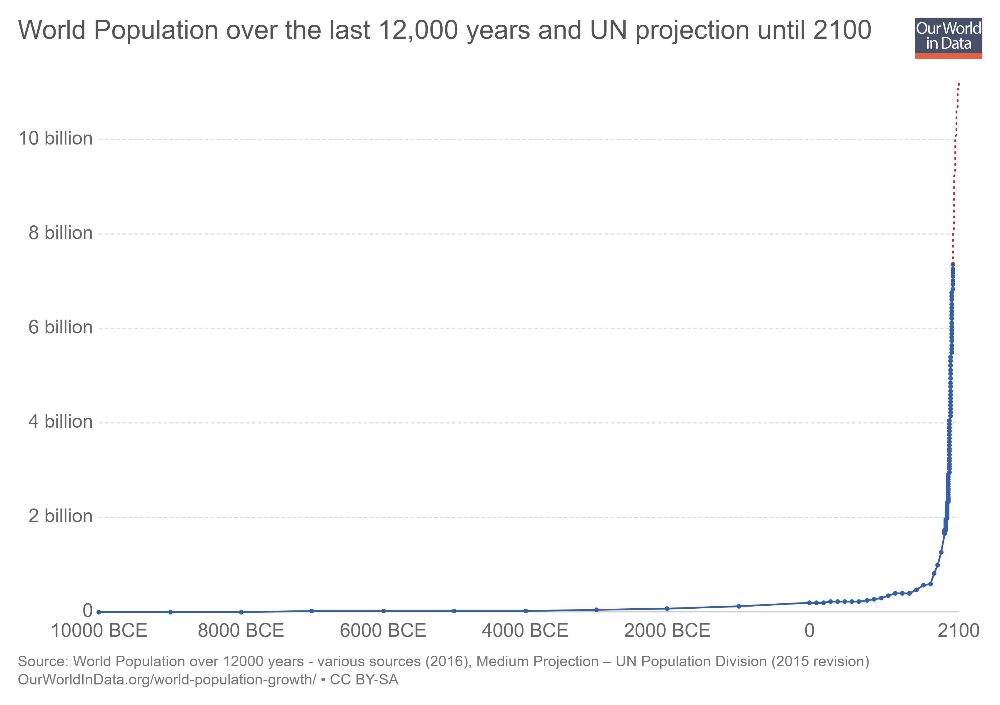 World Population over the last 12,000 years and UN projection until 2100
Our World
in Data
10 billion
8 billion
6 billion
4 billion
2 billion
0
10000 BCE
8000 BCE
6000 BCE
4000 BCE
2000 BCE
0
2100
Source: World Population over 12000 years - various sources (2016), Medium Projection – UN Population Division (2015 revision)
OurWorldInData.org/world-population-growth/ • CC BY-SA